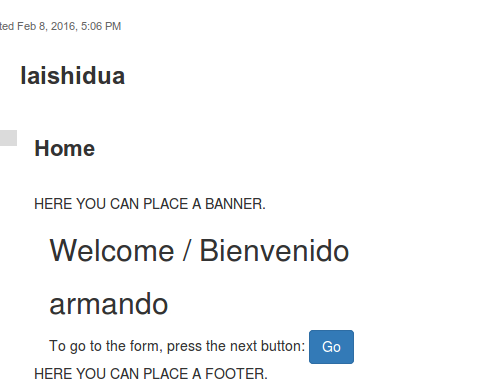 ted Feb 8, 2016, 5:06 PM
laishidua
Home
HERE YOU CAN PLACE A BANNER.
Welcome / Bienvenido
armando
To go to the form, press the next button: Go
HERE YOU CAN PLACE A FOOTER.